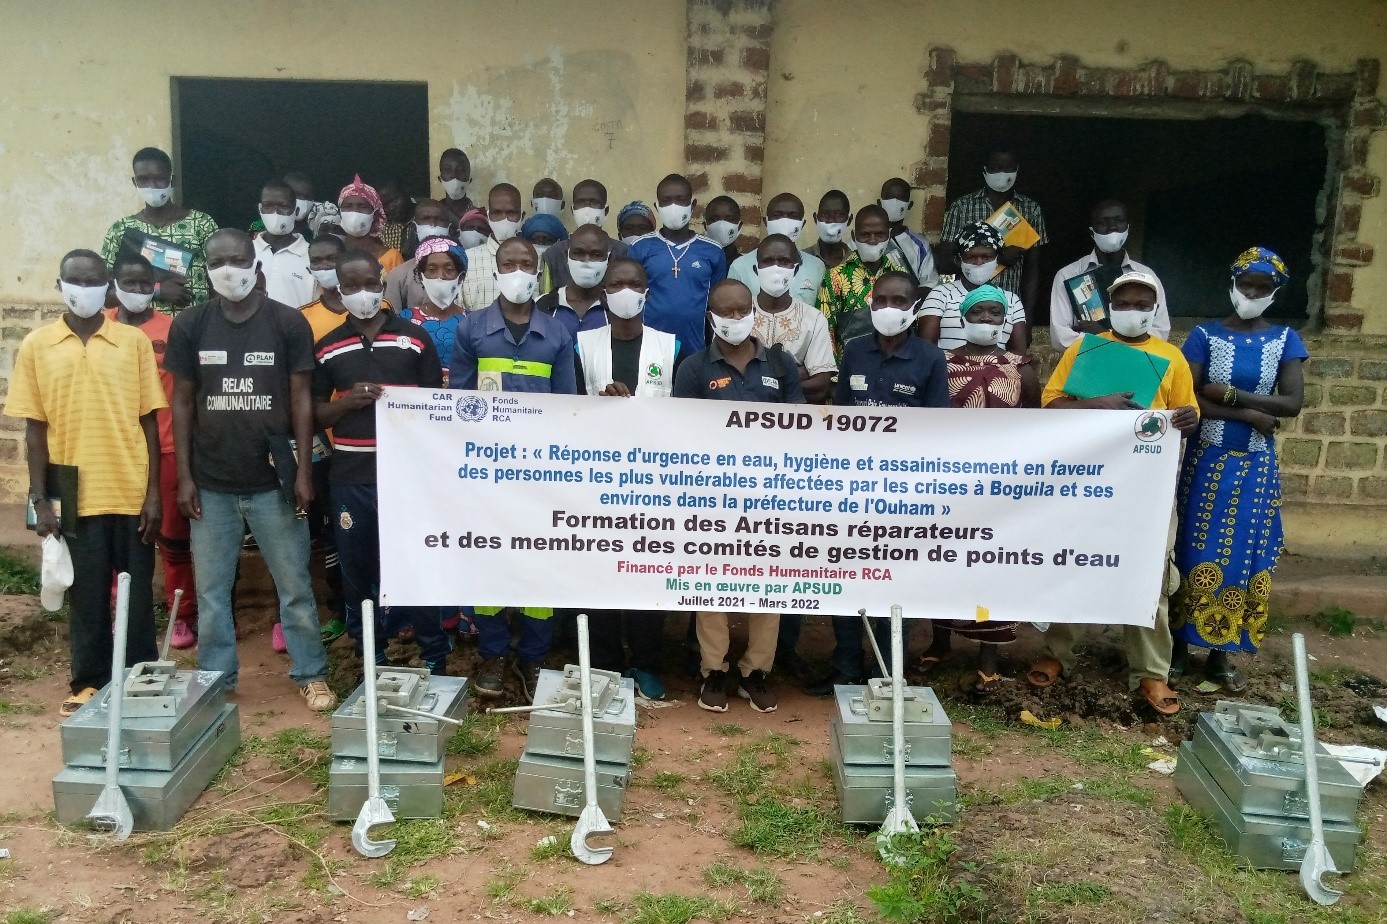 CAR
Humanitarian
Fund
Fonds
Humanitaire
RCA
APSUD 19072
APSUD
Projet : « Réponse d'urgence en eau, hygiène et assainissement en faveur
des personnes les plus vulnérables affectées par les crises à Boguila et ses
environs dans la préfecture de l'Ouham »
Formation des Artisans réparateurs
et des membres des comités de gestion de points d'eau
Financé par le Fonds Humanitaire RCA
Mis en œuvre par APSUD
Juillet 2021 – Mars 2022
PLAN
RELAIS
COMMUNAUTAIRE
APSUD
unicef
adidas